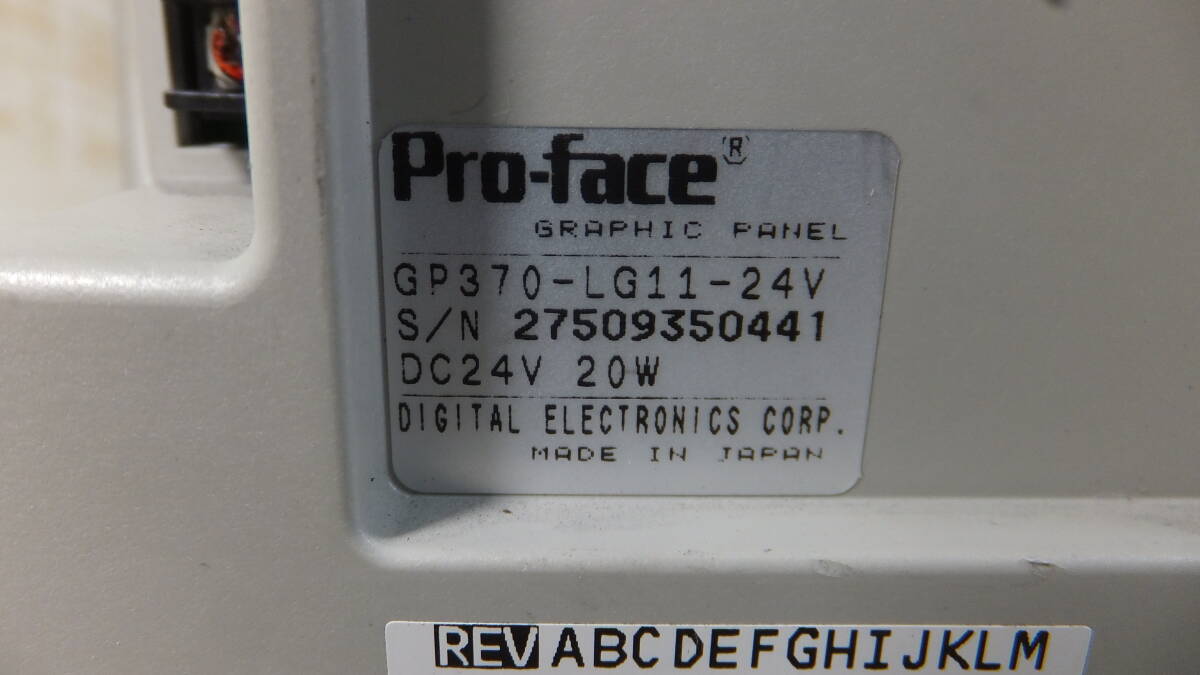 Pro-face®
GRAPHIC PANEL
GP370-LG11-24V
S/N 27509350441
DC24V 20W
DIGITAL ELECTRONICS CORP.
MADE IN JAPAN
REV ABCDEFGHIJKLM